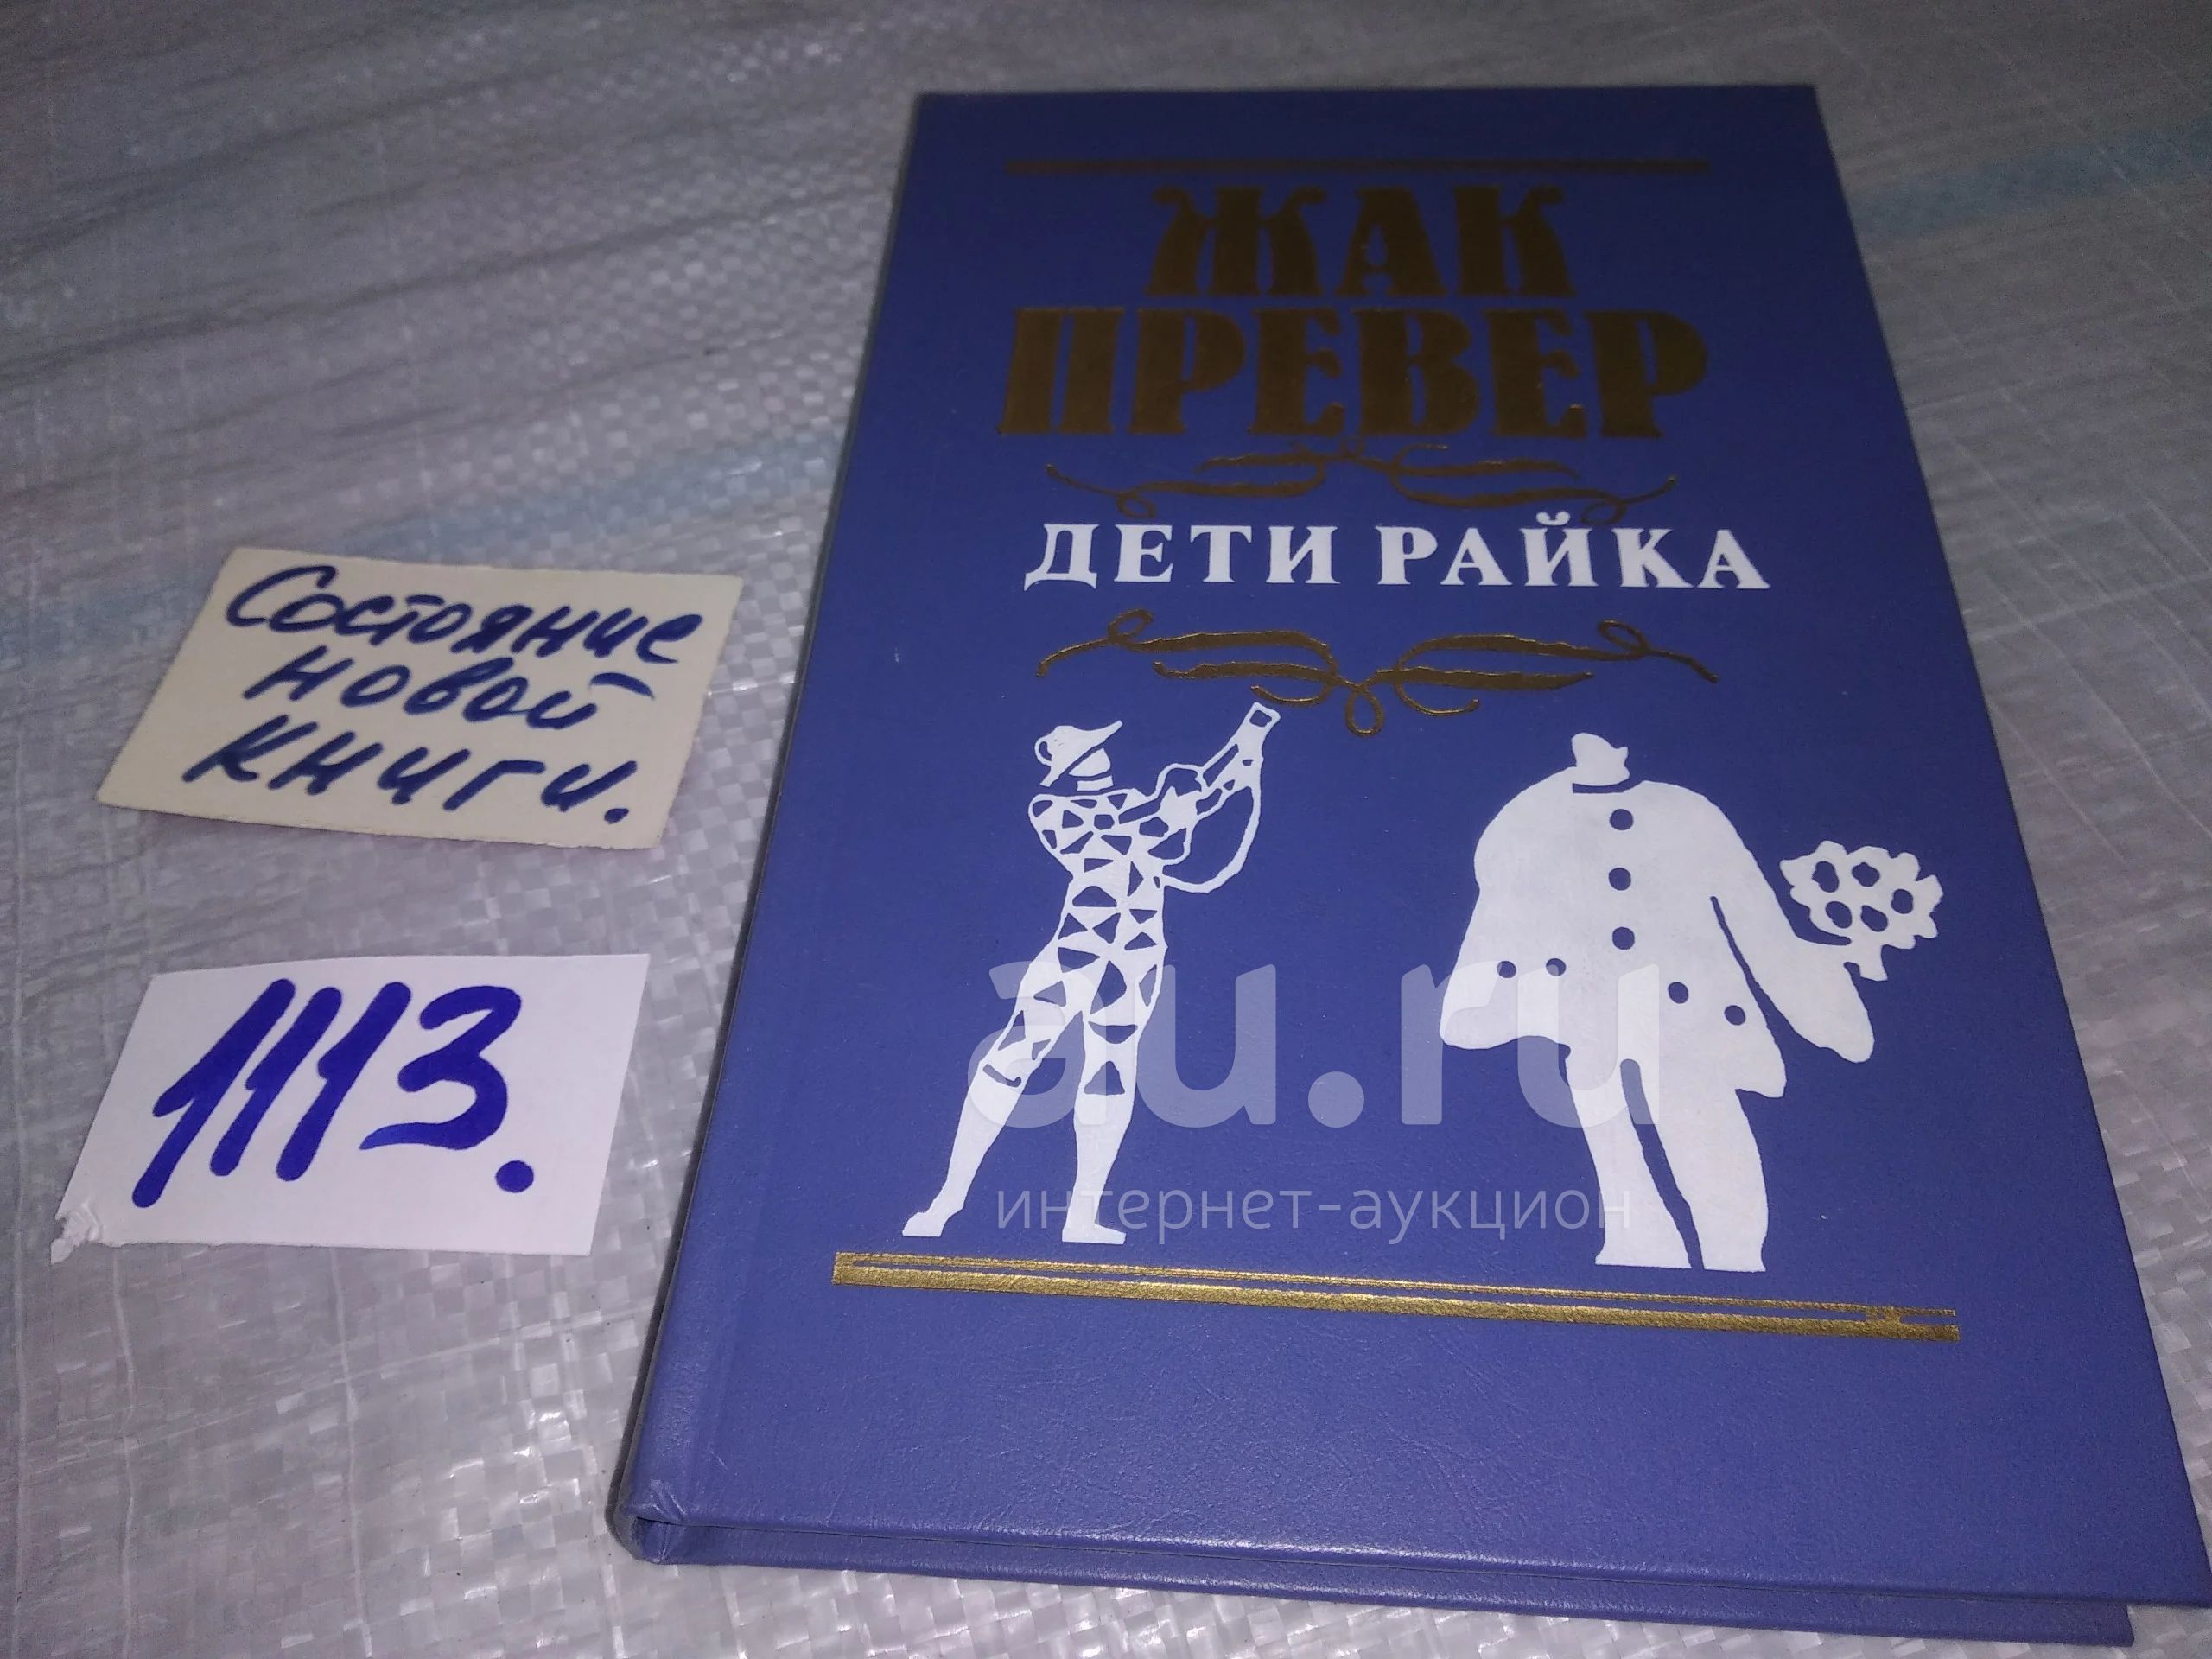 ЖАК
ПРЕВЕР
ДЕТИ РАЙКА
Состояние
новой
книги.
1113.
au.ru
интернет-аукцион